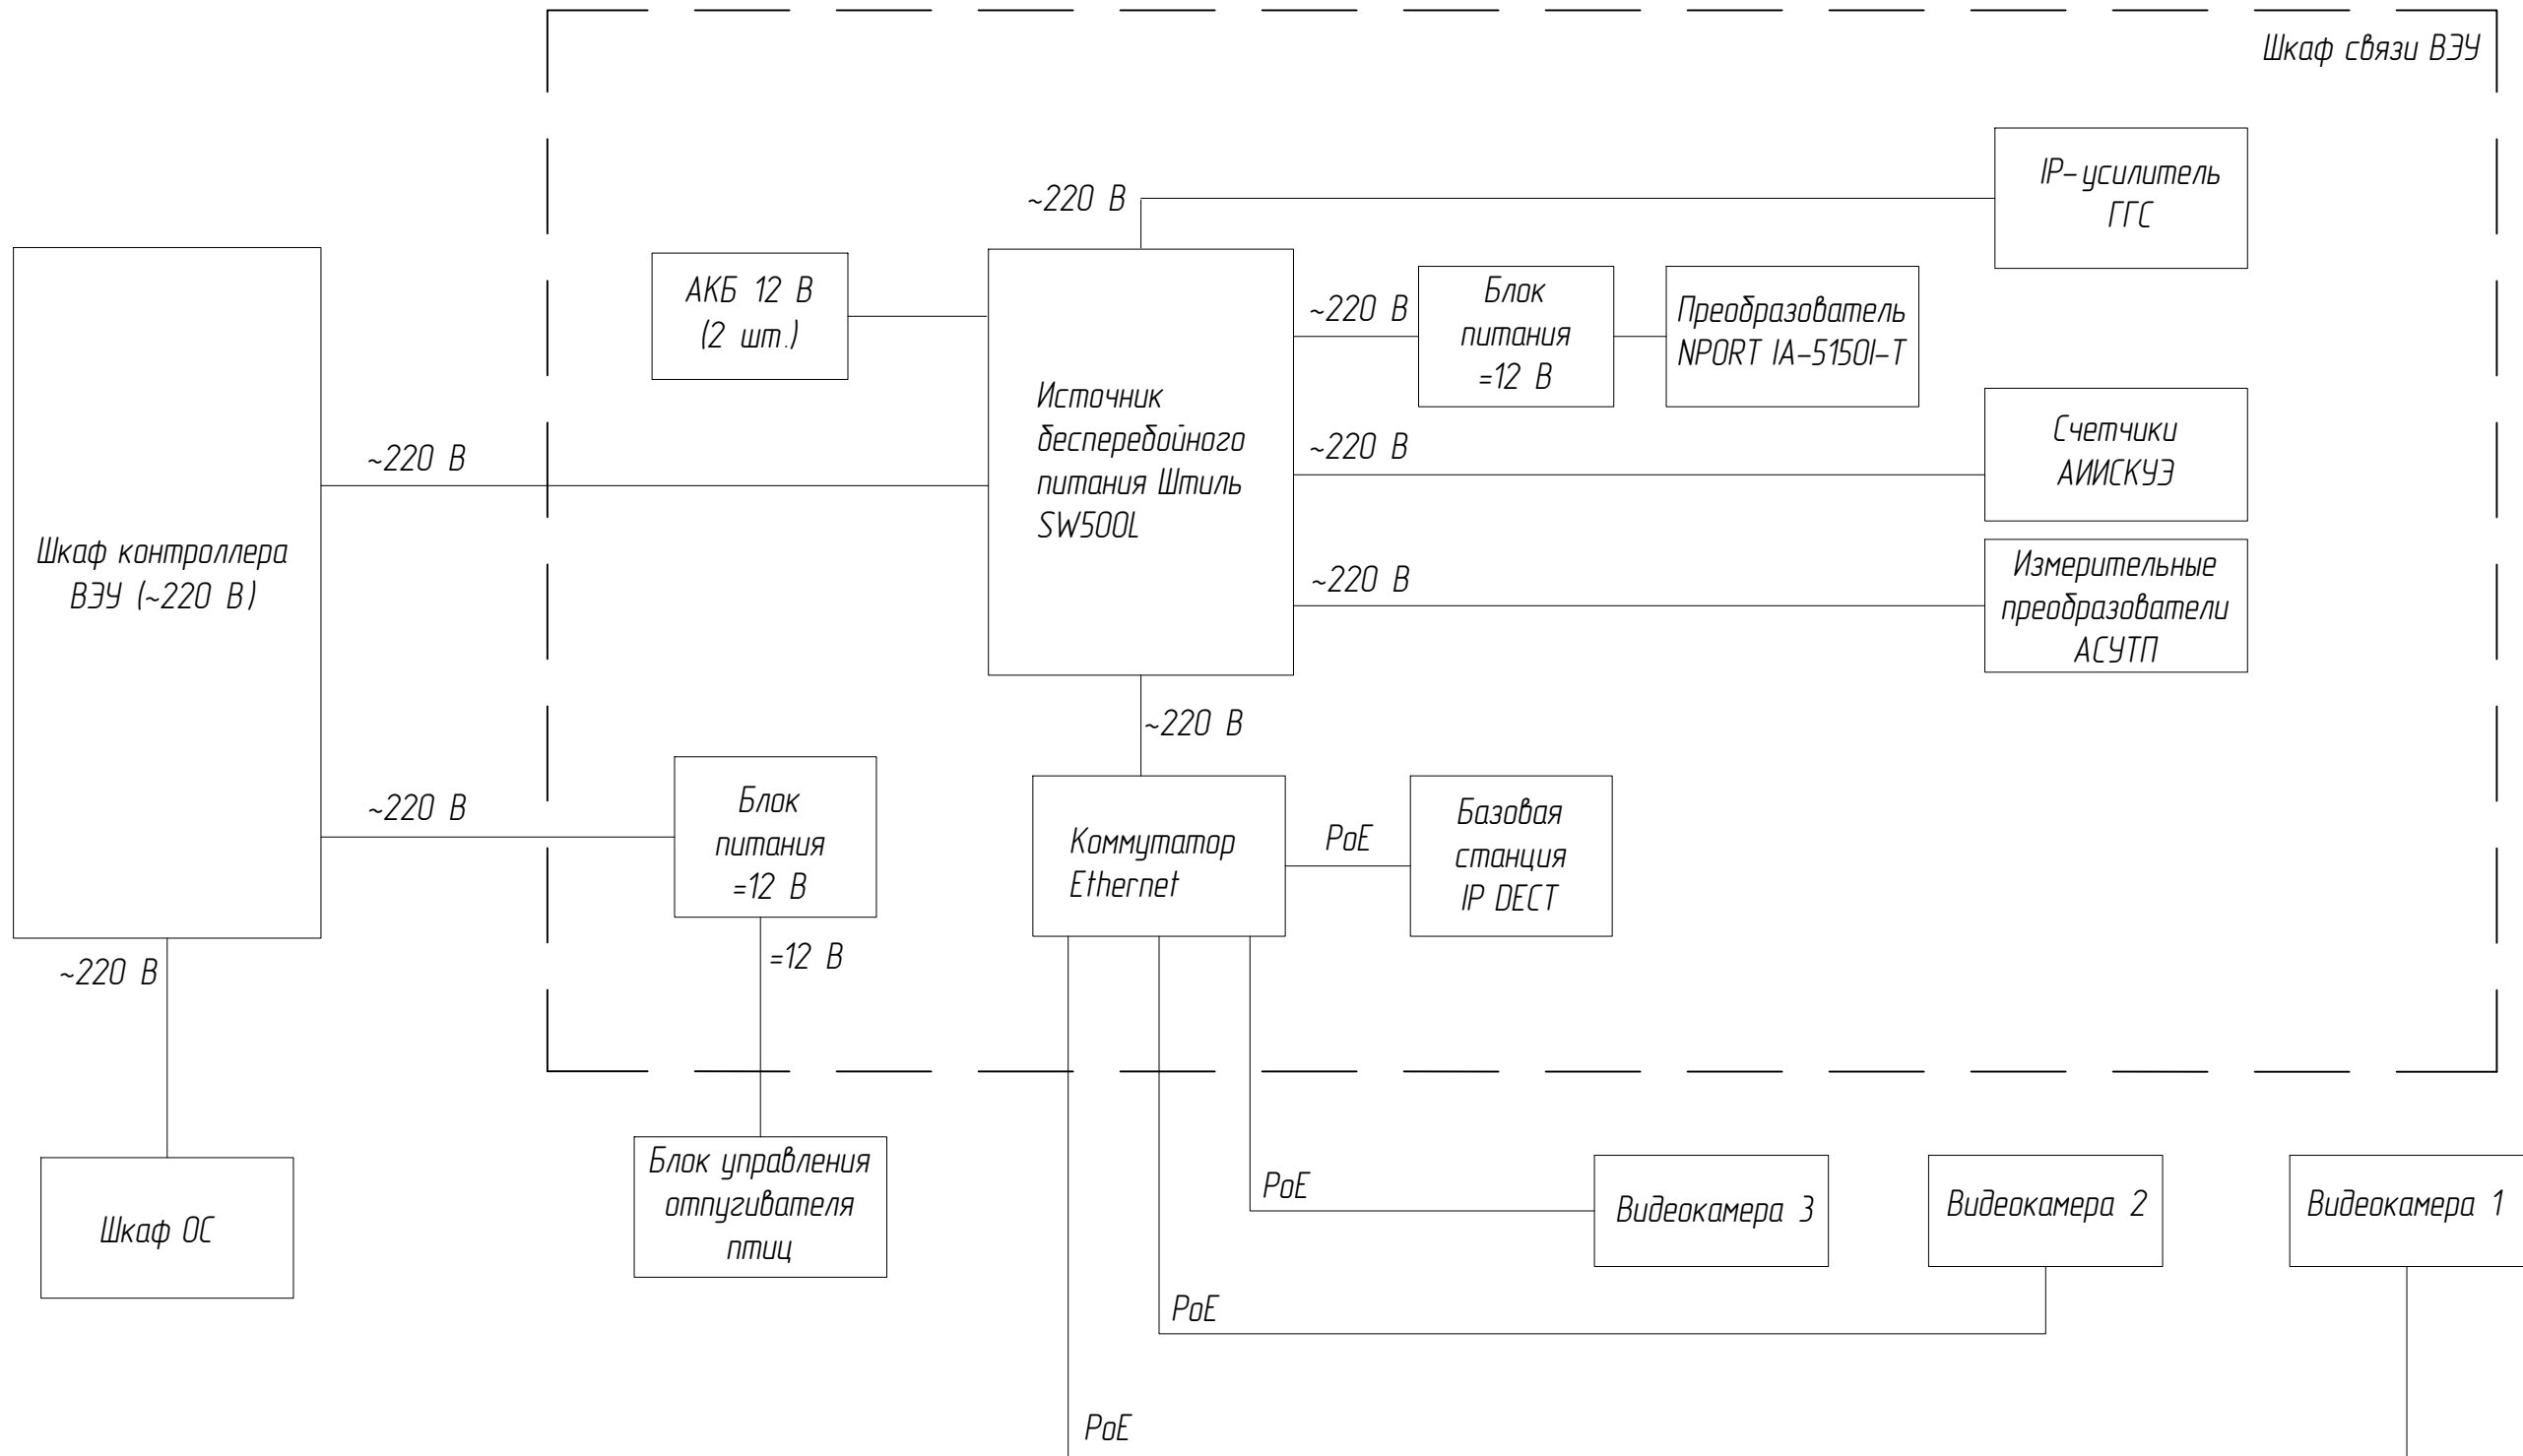 Шкаф связи ВЭУ
IP-усилитель
ГГС
~220 В
АКБ 12 В
(2 шт.)
~220 В
Блок
питания
=12 В
Преобразователь
NPORT IA-5150I-T
Источник
бесперебойного
питания Штиль
SW500L
~220 В
Счетчики
АИИСКУЭ
~220 В
Шкаф контроллера
ВЭУ (~220 В)
~220 В
Измерительные
преобразователи
АСУТП
~220 В
~220 В
Блок
питания
=12 В
Коммутатор
Ethernet
PoE
Базовая
станция
IP DECT
~220 В
=12 В
Шкаф ОС
Блок управления
отпугивателя
птиц
PoE
Видеокамера 3
Видеокамера 2
Видеокамера 1
PoE
PoE